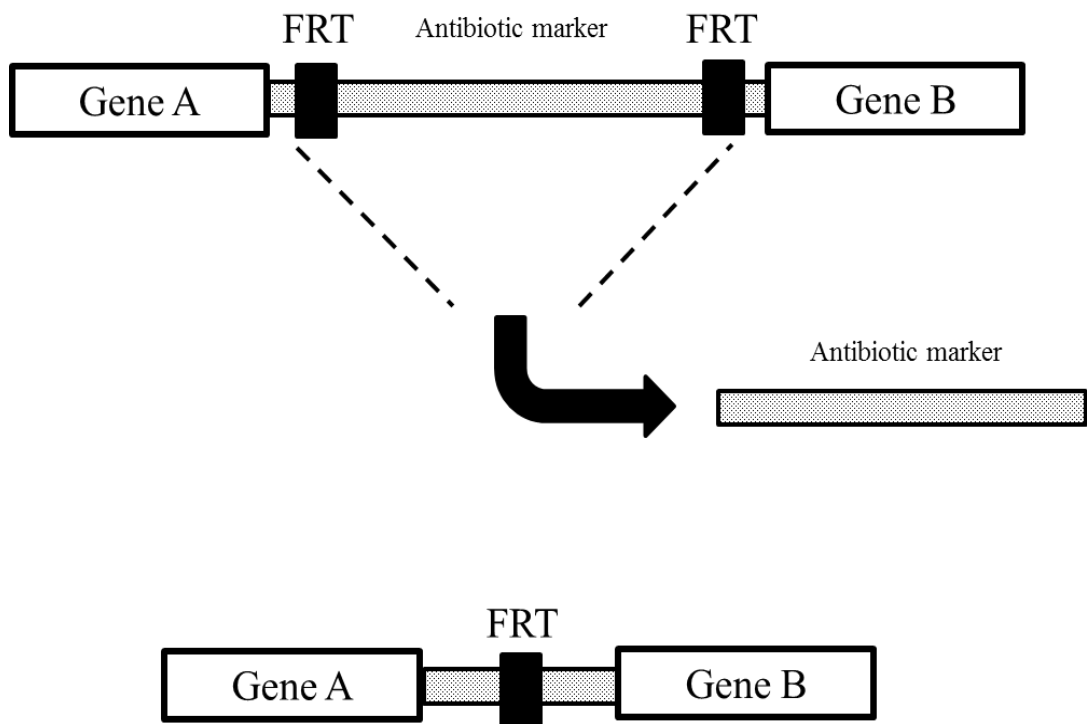 FRT Antibiotic marker FRT
Gene A Gene B
Antibiotic marker
FRT
Gene A Gene B